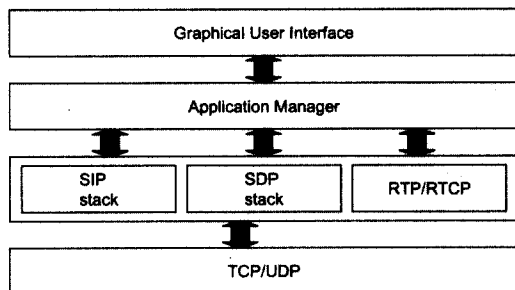 Graphical User Interface
Application Manager
SIP
stack
SDP
stack
RTP/RTCP
TCP/UDP